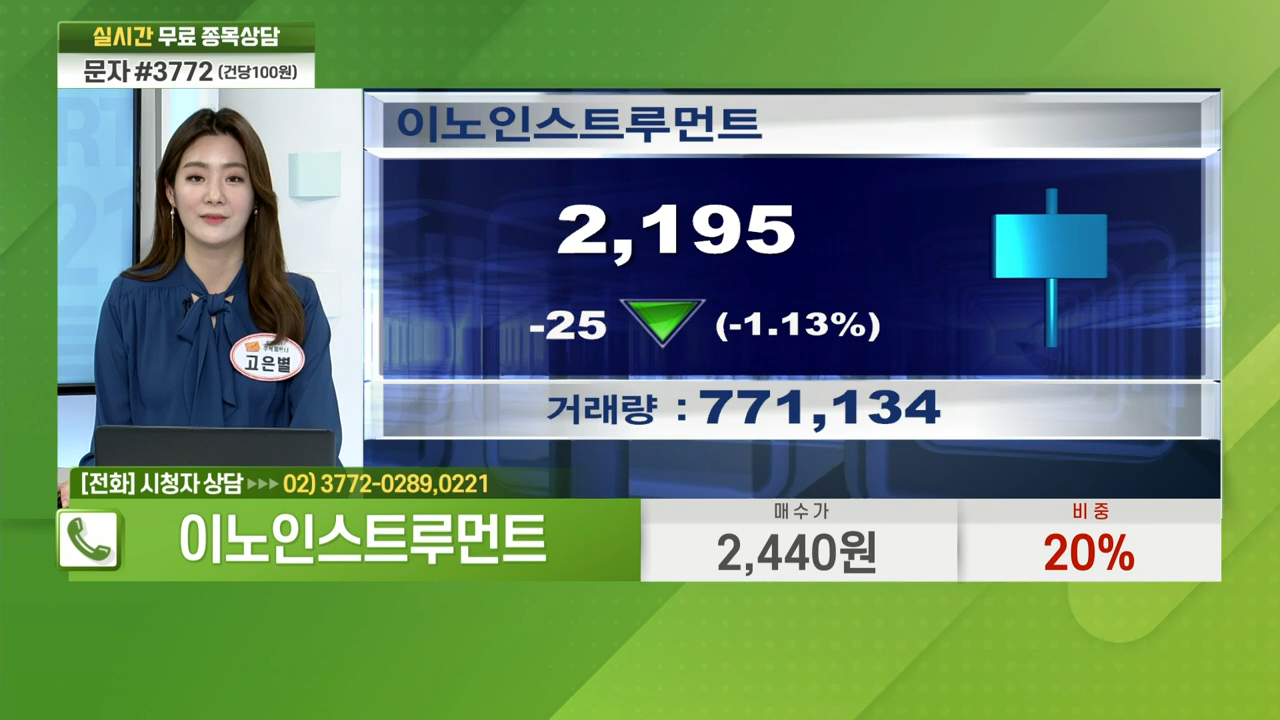 실시간 무료 종목상담
문자 #3772 (건당100원)
이노인스트루먼트
2,195
-25 (-1.13%)
거래량 : 771,134
고은별
[전화] 시청자 상담 ▷▷▷ 02) 3772-0289,0221
이노인스트루먼트
매수가
2,440원
비중
20%